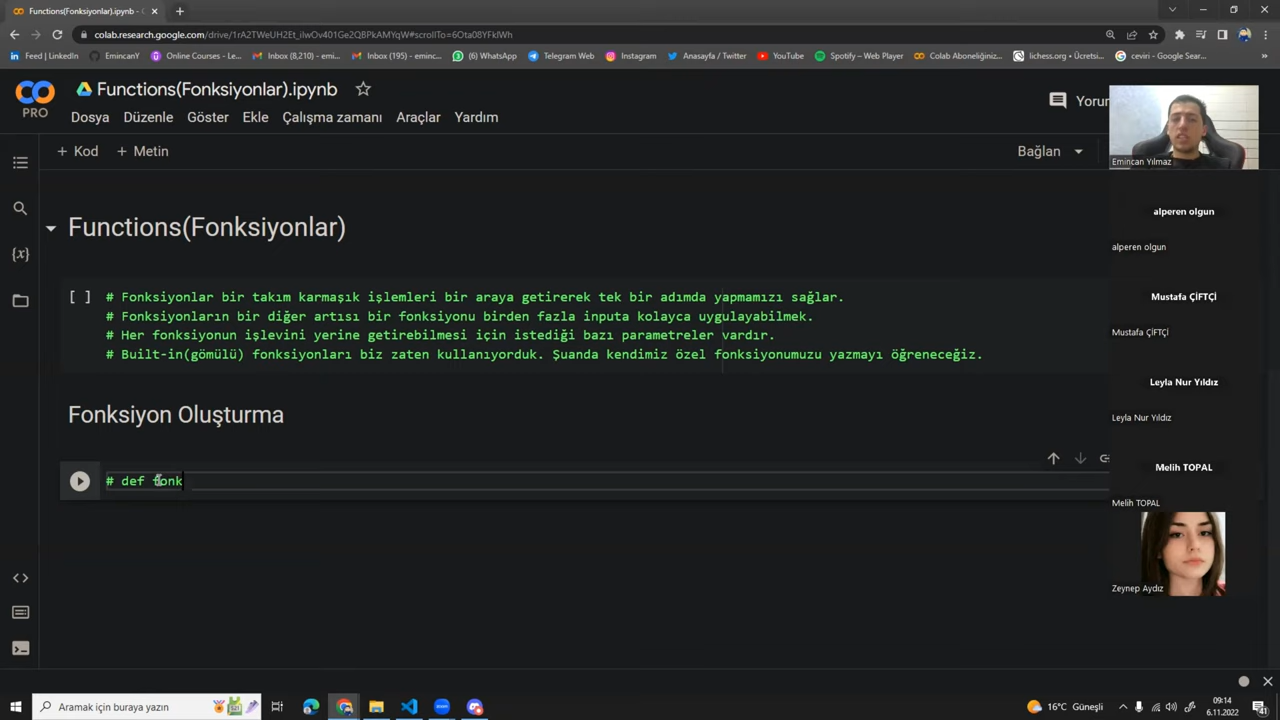 Functions(Fonksiyonlar).ipynb -
colab.research.google.com/drive/1rA2TWeUH2Et_ilwOv401Ge2QBPkAMYqW#scrollTo=6Ota08YFkIWh
Feed | LinkedIn
EmincanY
Online Courses - Le...
Inbox (8,210) - eminc...
Inbox (195) - eminc...
(6) WhatsApp
Telegram Web
Instagram
Anasayfa / Twitter
YouTube
Spotify – Web Player
Colab Aboneliğiniz...
lichess.org • Ücretsi...
ceviri - Google Sear...
Functions(Fonksiyonlar).ipynb
PRO
Dosya Düzenle Göster Ekle Çalışma zamanı Araçlar Yardım
Yorum
+ Kod + Metin
Bağlan
Emincan Yılmaz
Functions(Fonksiyonlar)
[ ] # Fonksiyonlar bir takım karmaşık işlemleri bir araya getirerek tek bir adımda yapmamızı sağlar.
# Fonksiyonların bir diğer artısı bir fonksiyonu birden fazla inputa kolayca uygulayabilmek.
# Her fonksiyonun işlevini yerine getirebilmesi için istediği bazı parametreler vardır.
# Built-in(gömülü) fonksiyonları biz zaten kullanıyorduk. Şuanda kendimiz özel fonksiyonumuzu yazmayı öğreneceğiz.
Fonksiyon Oluşturma
# def fonk
alperen olgun
alperen olgun
Mustafa ÇİFTÇİ
Mustafa ÇİFTÇİ
Leyla Nur Yıldız
Leyla Nur Yıldız
Melih TOPAL
Melih TOPAL
Zeynep Aydız
Aramak için buraya yazın
16°C Güneşli
09:14
6.11.2022
41